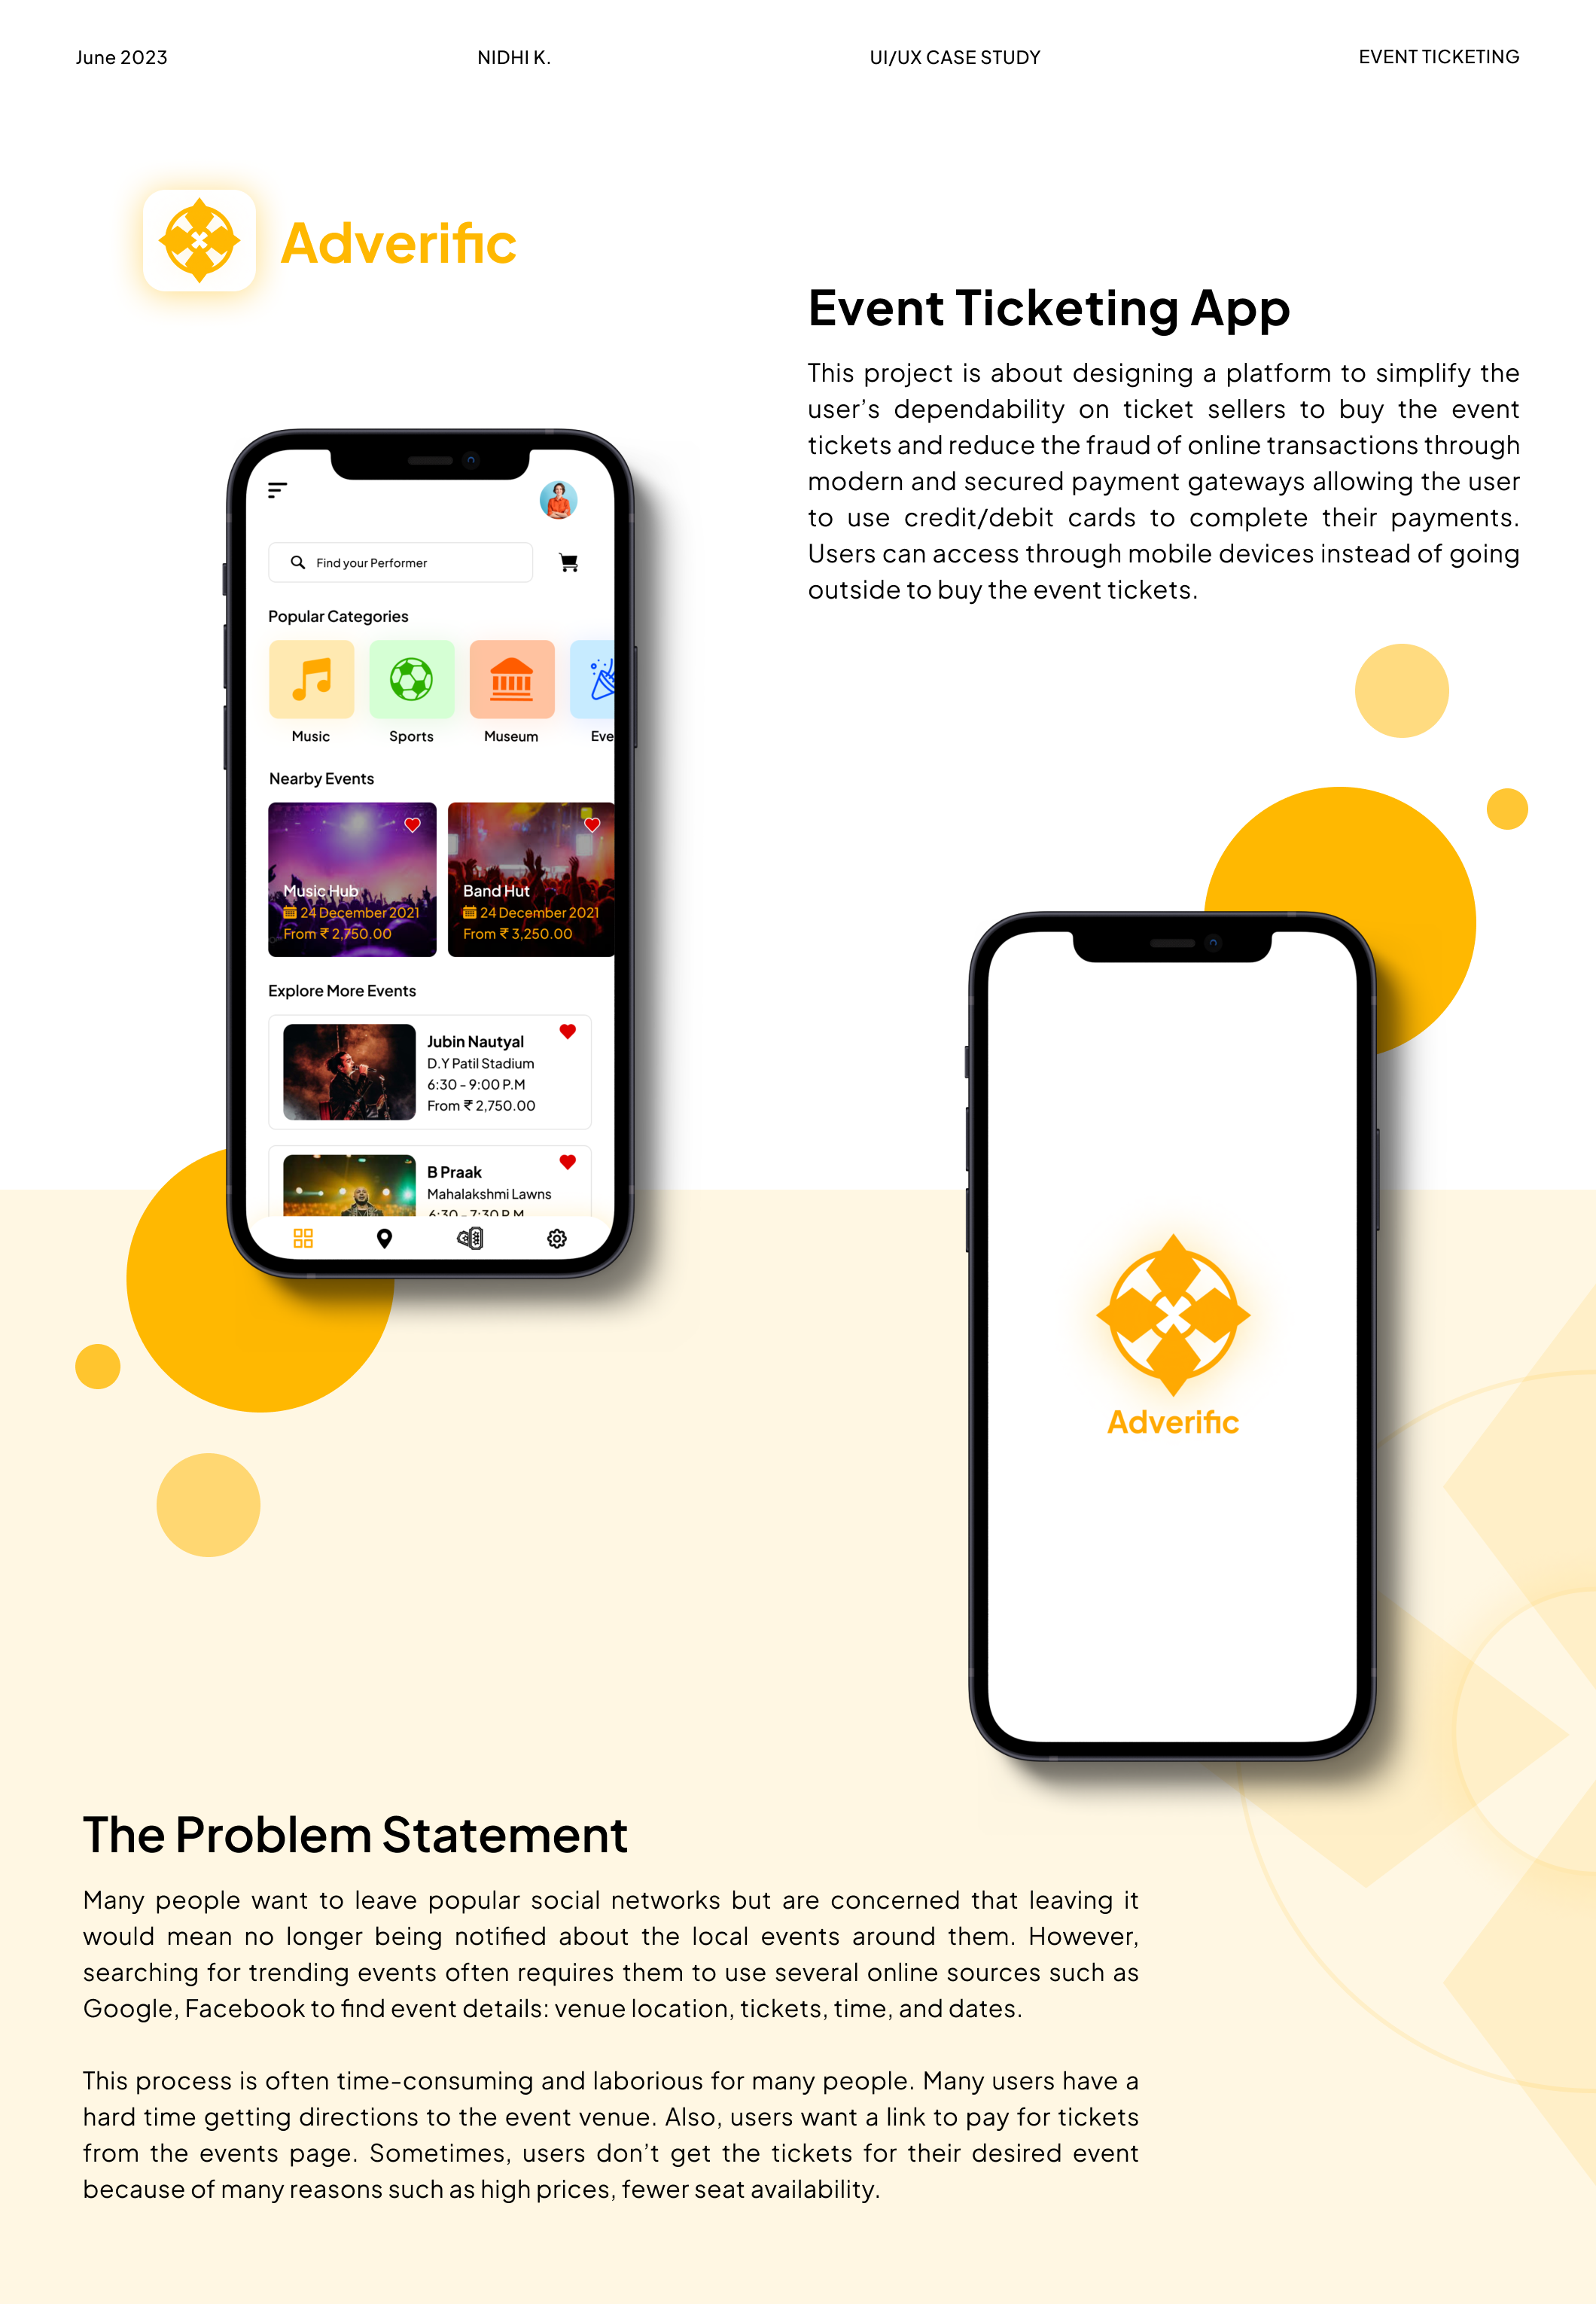 June 2023
NIDHI K.
UI/UX CASE STUDY
EVENT TICKETING
Adverific
Event Ticketing App
This project is about designing a platform to simplify the
user’s dependability on ticket sellers to buy the event
tickets and reduce the fraud of online transactions through
modern and secured payment gateways allowing the user
to use credit/debit cards to complete their payments.
Users can access through mobile devices instead of going
outside to buy the event tickets.
Find your Performer
Popular Categories
Music
Sports
Museum
Eve
Nearby Events
Music Hub
24 December 2021
From ₹ 2,750.00
Band Hut
24 December 2021
From ₹ 3,250.00
Explore More Events
Jubin Nautyal
D.Y Patil Stadium
6:30 - 9:00 P.M
From ₹ 2,750.00
B Praak
Mahalakshmi Lawns
6:30 - 7:30 P.M
Adverific
The Problem Statement
Many people want to leave popular social networks but are concerned that leaving it
would mean no longer being notified about the local events around them. However,
searching for trending events often requires them to use several online sources such as
Google, Facebook to find event details: venue location, tickets, time, and dates.
This process is often time-consuming and laborious for many people. Many users have a
hard time getting directions to the event venue. Also, users want a link to pay for tickets
from the events page. Sometimes, users don’t get the tickets for their desired event
because of many reasons such as high prices, fewer seat availability.